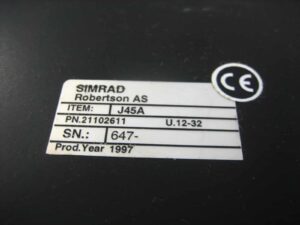 SIMRAD
Robertson AS
ITEM: J45A
PN.21102611 U.12-32
SN.: 647-
Prod.Year 1997
CE